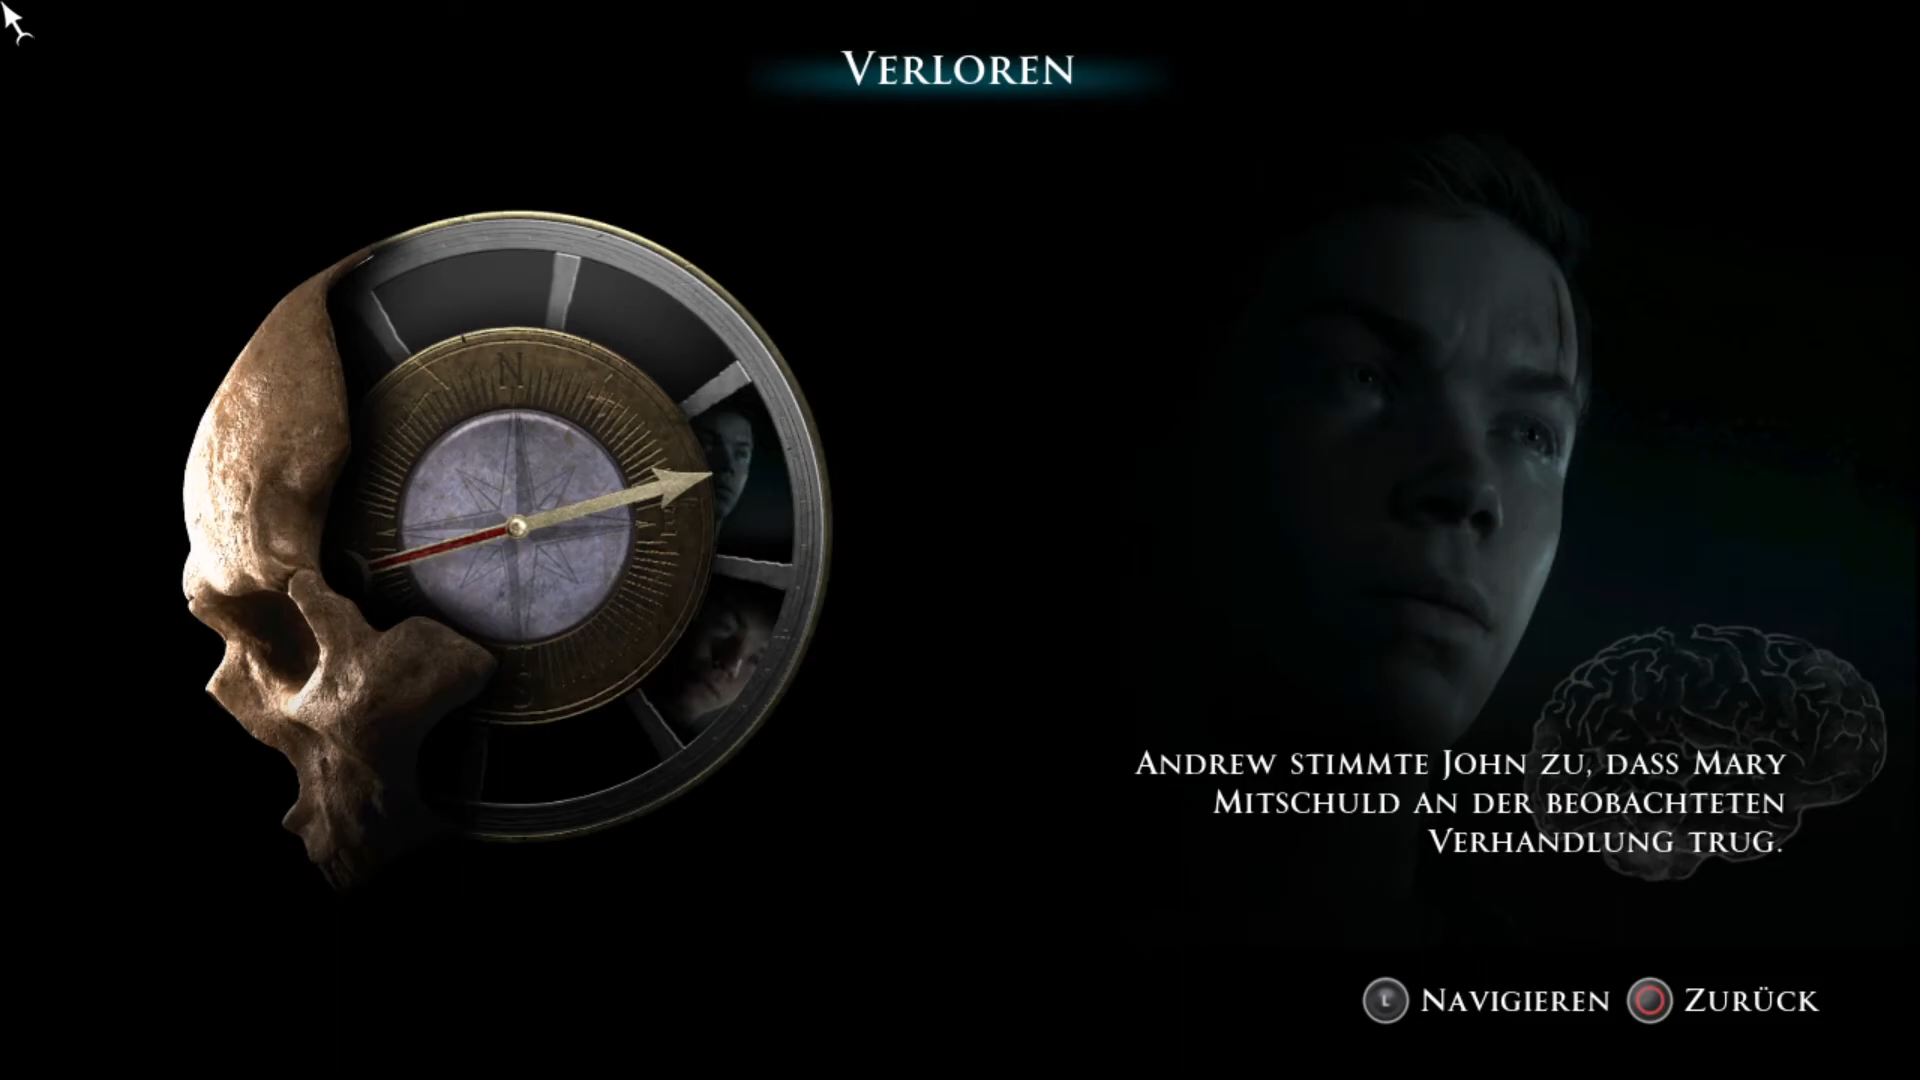 Verloren
N
S
Andrew stimmte John zu, dass Mary
Mitschuld an der beobachteten
Verhandlung trug.
L Navigieren Zurück